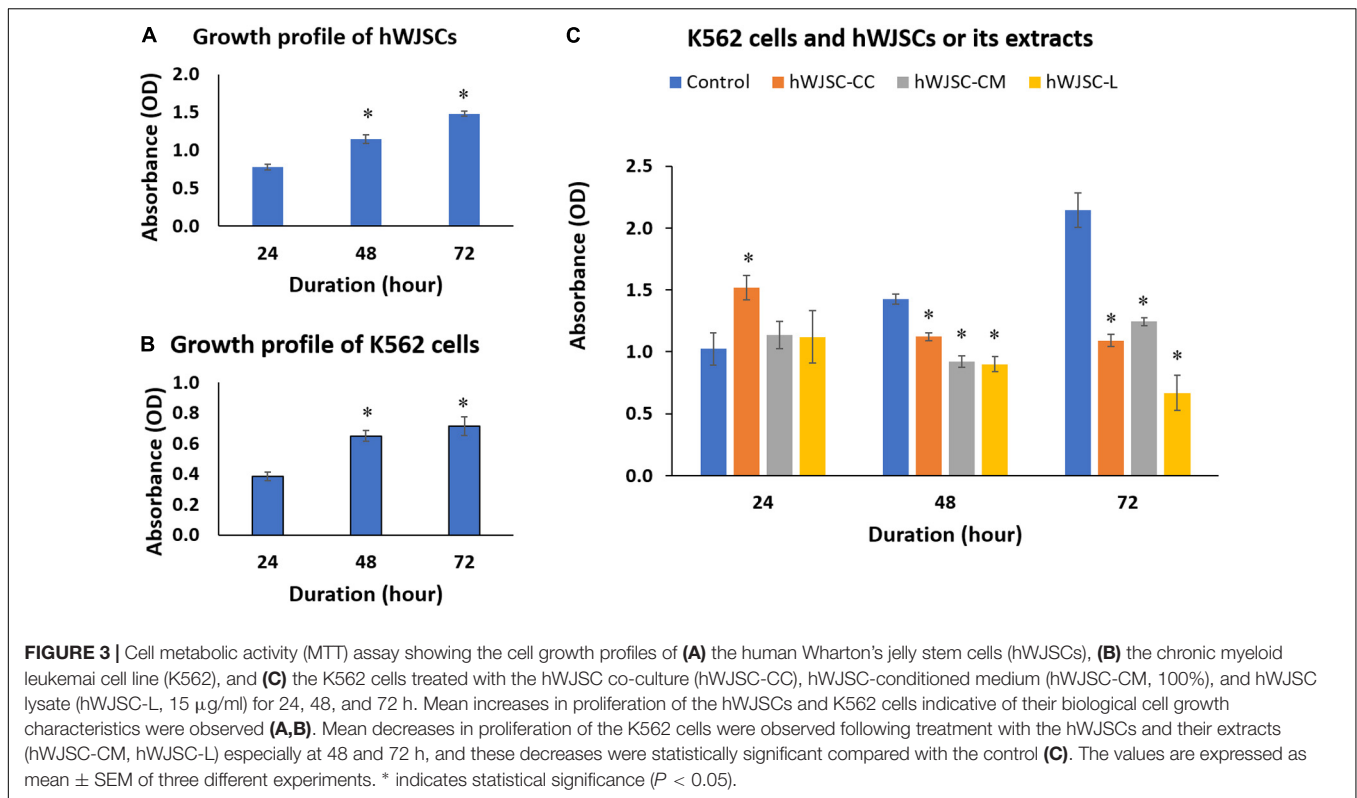 A
Growth profile of hWJSCs
Absorbance (OD)
2.0
1.5
1.0
0.5
0.0
*
*
24 48 72
Duration (hour)
B
Growth profile of K562 cells
Absorbance (OD)
1.0
0.8
0.6
0.4
0.2
0.0
*
*
24 48 72
Duration (hour)
C
K562 cells and hWJSCs or its extracts
Control hWJSC-CC hWJSC-CM hWJSC-L
Absorbance (OD)
2.5
2.0
1.5
1.0
0.5
0.0
*
* * *
* * *
24 48 72
Duration (hour)
FIGURE 3 | Cell metabolic activity (MTT) assay showing the cell growth profiles of (A) the human Wharton's jelly stem cells (hWJSCs), (B) the chronic myeloid
leukemai cell line (K562), and (C) the K562 cells treated with the hWJSC co-culture (hWJSC-CC), hWJSC-conditioned medium (hWJSC-CM, 100%), and hWJSC
lysate (hWJSC-L, 15 μg/ml) for 24, 48, and 72 h. Mean increases in proliferation of the hWJSCs and K562 cells indicative of their biological cell growth
characteristics were observed (A,B). Mean decreases in proliferation of the K562 cells were observed following treatment with the hWJSCs and their extracts
(hWJSC-CM, hWJSC-L) especially at 48 and 72 h, and these decreases were statistically significant compared with the control (C). The values are expressed as
mean ± SEM of three different experiments. * indicates statistical significance (P < 0.05).